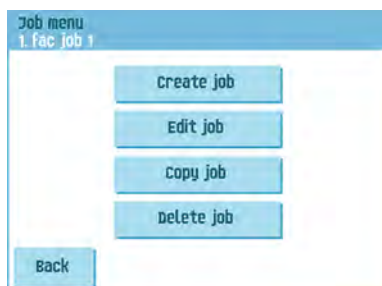 Job menu
1. Fac job 1
Create job
Edit job
Copy job
Delete job
Back